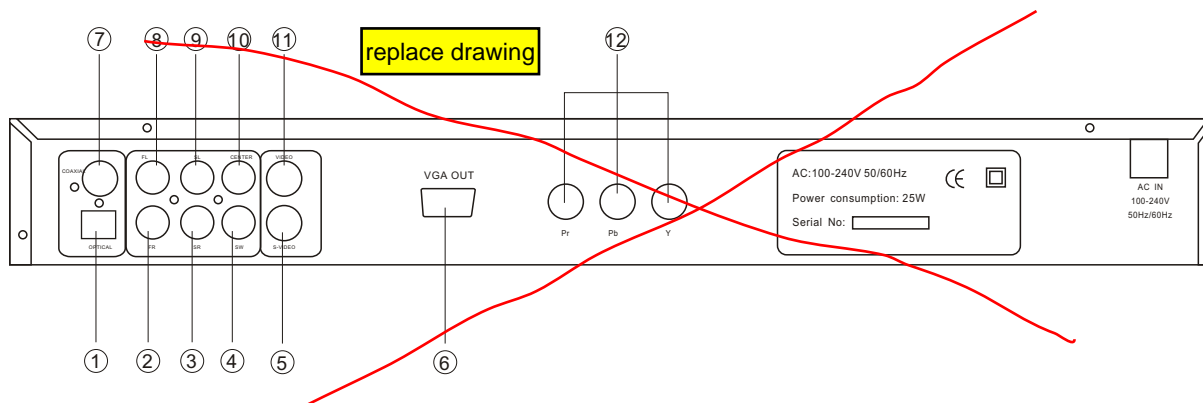 ⑦ ⑧ ⑨ ⑩ ⑪ ⑫
replace drawing
COAXIAL
FL SL CENTER
VIDEO
OPTICAL
FR SR SW
S-VIDEO
VGA OUT
Pr Pb Y
AC:100-240V 50/60Hz
Power consumption: 25W
Serial No:
CE
AC IN
100-240V
50Hz/60Hz
① ② ③ ④ ⑤ ⑥